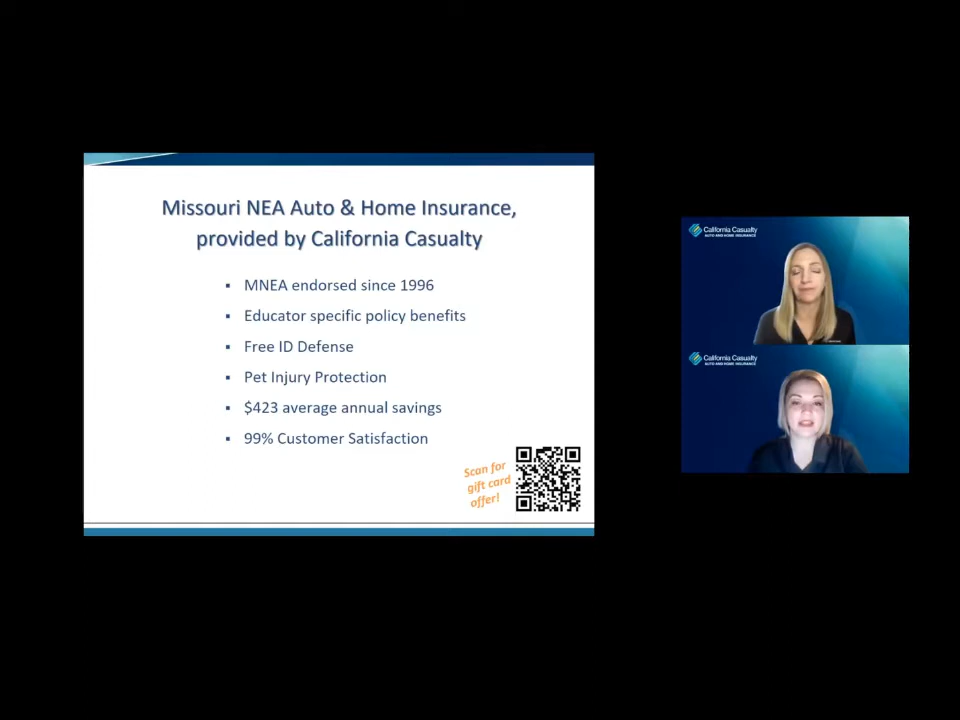 Missouri NEA Auto & Home Insurance,
provided by California Casualty
▪ MNEA endorsed since 1996
▪ Educator specific policy benefits
▪ Free ID Defense
▪ Pet Injury Protection
▪ $423 average annual savings
▪ 99% Customer Satisfaction
Scan for
gift card
offer!
California Casualty
AUTO AND HOME INSURANCE
California Casualty
AUTO AND HOME INSURANCE